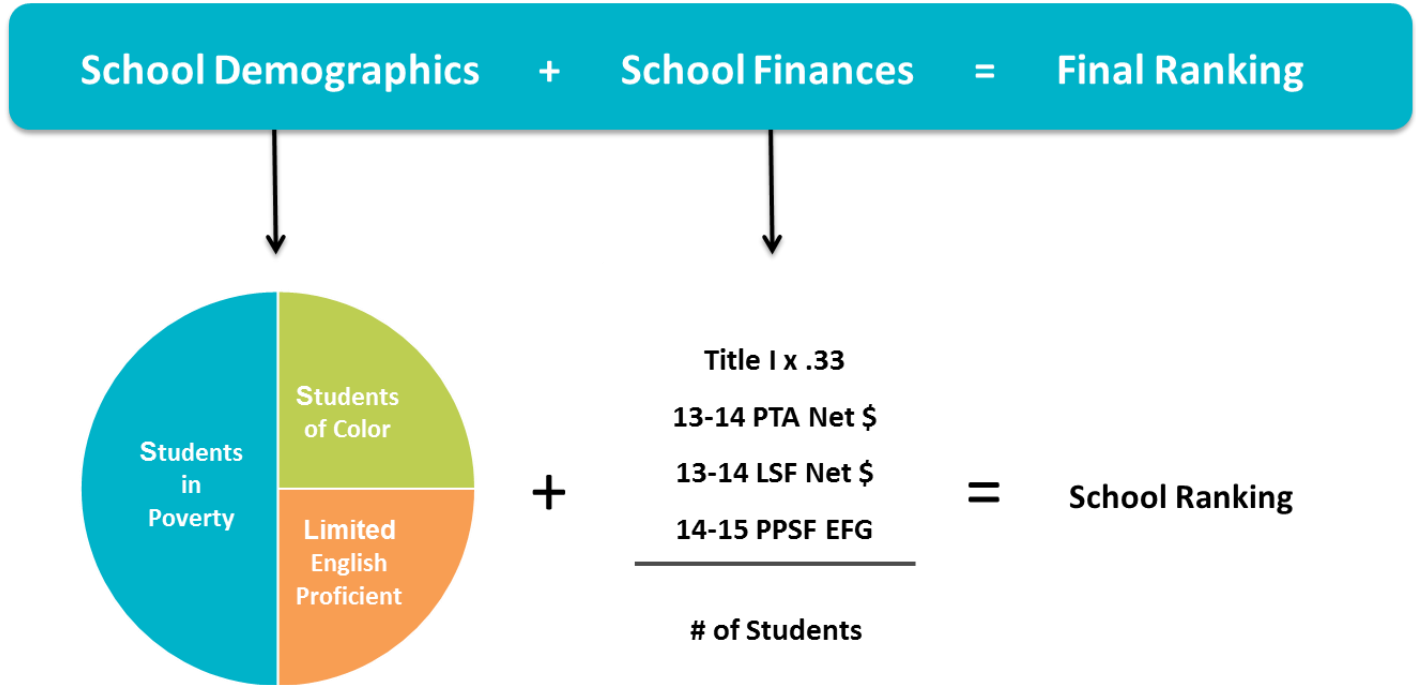 School Demographics + School Finances = Final Ranking
Students
in
Poverty
Students
of Color
Limited
English
Proficient
+
Title I x .33
13-14 PTA Net $
13-14 LSF Net $
14-15 PPSF EFG
# of Students
=
School Ranking